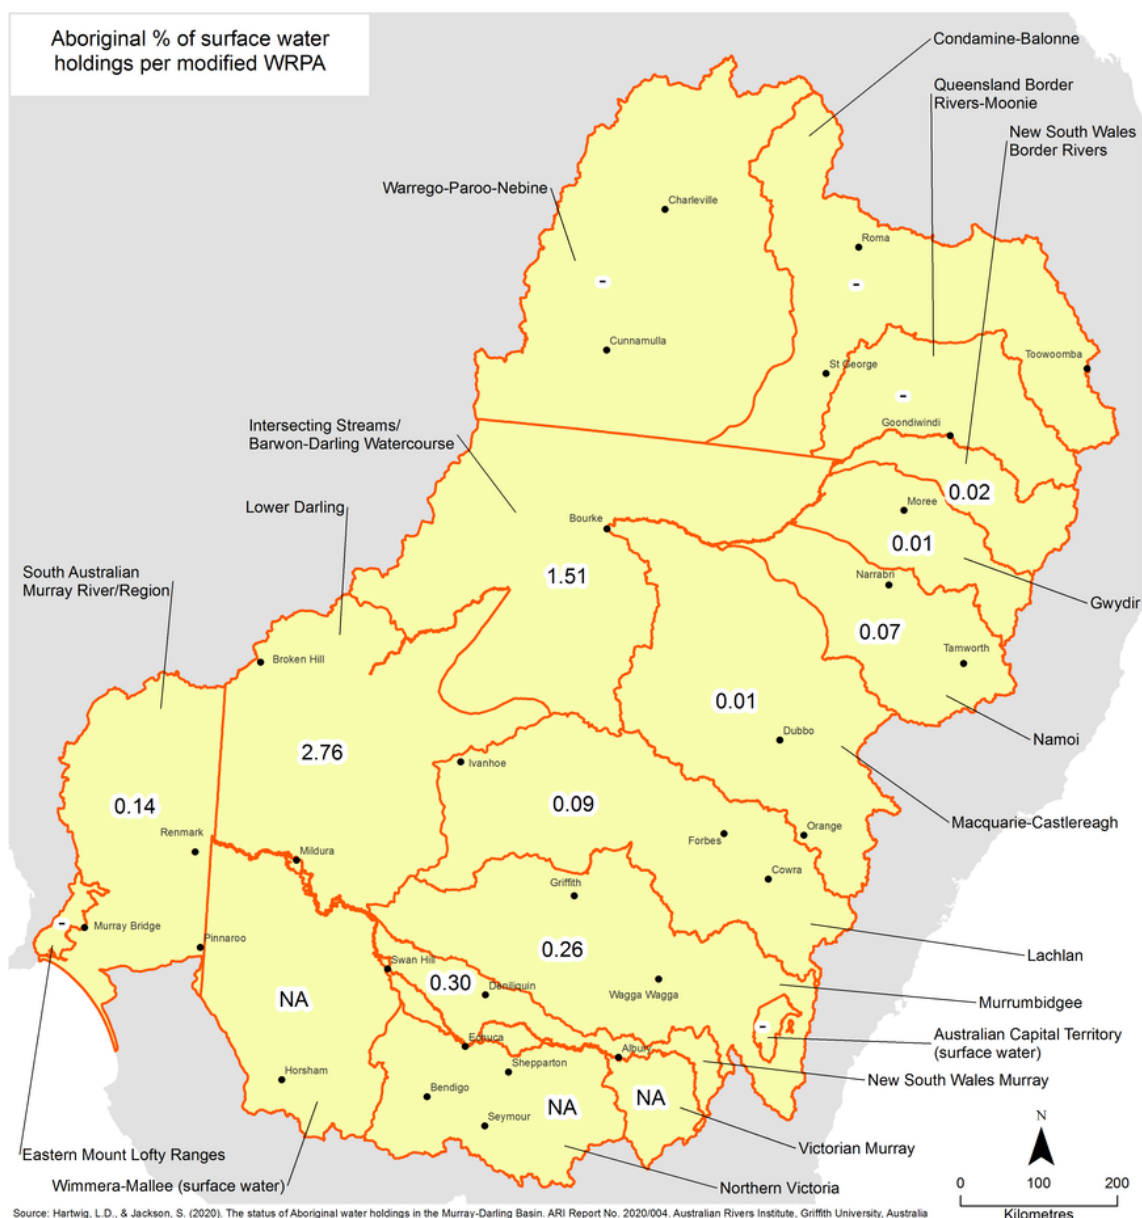 Aboriginal % of surface water
holdings per modified WRPA
Condamine-Balonne
Queensland Border
Rivers-Moonie
New South Wales
Border Rivers
Warrego-Paroo-Nebine
Charleville
Roma
-
-
Cunnamulla
St George
Toowoomba
-
Goondiwindi
Intersecting Streams/
Barwon-Darling Watercourse
0.02
Moree
Lower Darling
Bourke
0.01
South Australian
Murray River/Region
1.51
Narrabri
Gwydir
0.07
Tamworth
Broken Hill
0.01
Dubbo
Namoi
2.76
Ivanhoe
0.14
0.09
Macquarie-Castlereagh
Renmark
Forbes
Orange
Mildura
Cowra
Griffith
-
Murray Bridge
Pinnaroo
0.26
Lachlan
Swan Hill
0.30
Deniliquin
Wagga Wagga
NA
Murrumbidgee
-
Australian Capital Territory
(surface water)
Echuca
Albury
Shepparton
New South Wales Murray
Horsham
Bendigo
NA
NA
Seymour
N
Victorian Murray
Eastern Mount Lofty Ranges
Wimmera-Mallee (surface water)
Northern Victoria
0 100 200
Kilometres
Source: Hartwig, L.D., & Jackson, S. (2020). The status of Aboriginal water holdings in the Murray-Darling Basin. ARI Report No. 2020/004. Australian Rivers Institute, Griffith University, Australia